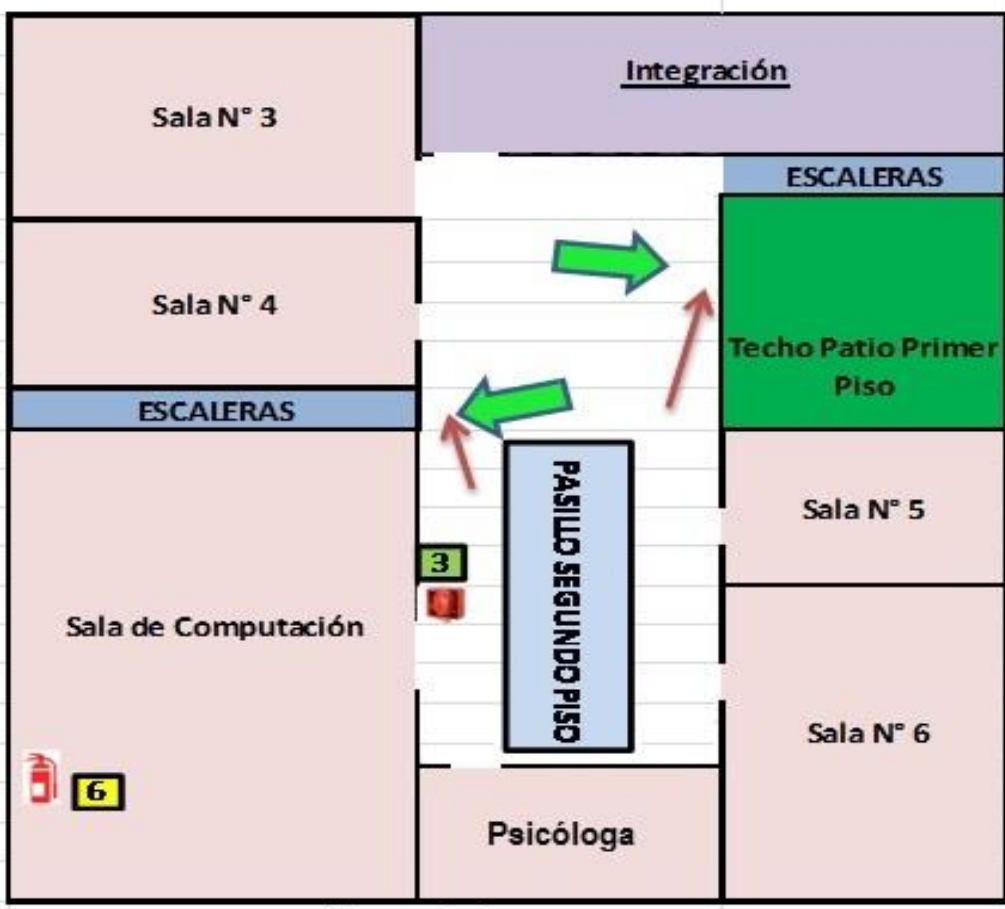 Integración
Sala N° 3
ESCALERAS
Sala N° 4
Techo Patio Primer
Piso
ESCALERAS
PASILLO SEGUNDO PISO
Sala N° 5
3
Sala de Computación
Sala N° 6
6
Psicóloga